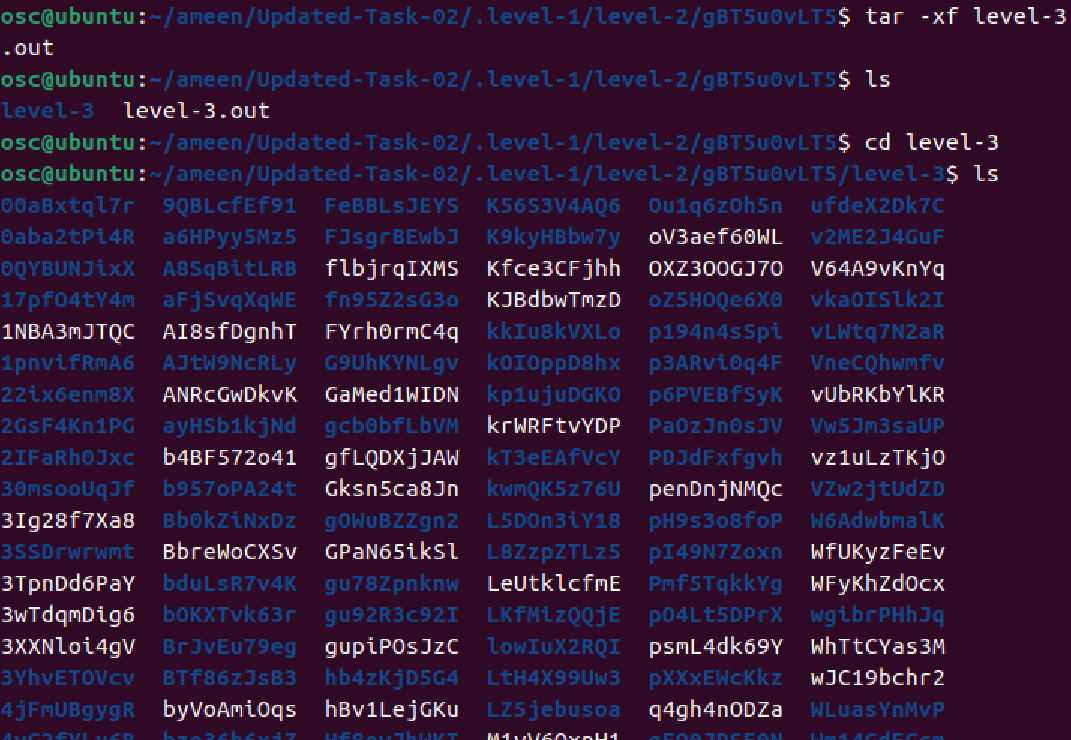 osc@ubuntu:~/ameen/Updated-Task-02/.level-1/level-2/gBT5u0vLT5$ tar -xf level-3
.out
osc@ubuntu:~/ameen/Updated-Task-02/.level-1/level-2/gBT5u0vLT5$ ls
level-3  level-3.out
osc@ubuntu:~/ameen/Updated-Task-02/.level-1/level-2/gBT5u0vLT5$ cd level-3
osc@ubuntu:~/ameen/Updated-Task-02/.level-1/level-2/gBT5u0vLT5/level-3$ ls
00aBxtql7r  9QBLcfEf91  FeBBLsJEYS  K56S3V4AQ6  Ou1q6zOh5n  ufdeX2Dk7C
0aba2tPi4R  a6HPyy5Mz5  FJsgrBEwbJ  K9kyHBbw7y  oV3aef60WL  v2ME2J4GuF
0QYBUNJixX  A8SqBitLRB  flbjrqIXMS  Kfce3CFjhh  OXZ3OOGJ7O  V64A9vKnYq
17pfO4tY4m  aFjSvqXqWE  fn95Z2sG3o  KJBdbwTmzD  oZ5HOQe6X0  vkaOISlk2I
1NBA3mJTQC  AI8sfDgnhT  FYrh0rmC4q  kkIu8kVXLo  p194n4sSpi  vLWtq7N2aR
1pnvifRmA6  AJtW9NcRLy  G9UhKYNLgv  kOIOppD8hx  p3ARvi0q4F  VneCQhwmfv
22ix6enm8X  ANRcGwDkvK  GaMed1WIDN  kp1ujuDGKO  p6PVEBfSyK  vUbRKbYlKR
2GsF4Kn1PG  ayHSb1kjNd  gcb0bfLbVM  krWRFtvYDP  PaOzJn0sJV  Vw5Jm3saUP
2IFaRh0Jxc  b4BF572o41  gfLQDXjJAW  kT3eEAfVcY  PDJdFxfgvh  vz1uLzTKjO
30msooUqJf  b957oPA24t  Gksn5ca8Jn  kwmQK5z76U  penDnjNMQc  VZw2jtUdZD
3Ig28f7Xa8  Bb0kZiNxDz  gOWuBZZgn2  L5DOn3iY18  pH9s3o8foP  W6AdwbmalK
3SSDrwrwmt  BbreWoCXSv  GPaN65ikSl  L8ZzpZTLz5  pI49N7Zoxn  WfUKyzFeEv
3TpnDd6PaY  bduLsR7v4K  gu78Zpnknw  LeUtklcfmE  Pmf5TqkkYg  WFyKhZdOcx
3wTdqmDig6  bOKXTvk63r  gu92R3c92I  LKfMizQQjE  pO4Lt5DPrX  wgibrPHhJq
3XXNloi4gV  BrJvEu79eg  gupiPOsJzC  lowIuX2RQI  psmL4dk69Y  WhTtCYas3M
3YhvETOVcv  BTf86zJsB3  hb4zKjD5G4  LtH4X99Uw3  pXXxEWcKkz  wJC19bchr2
4jFmUBgygR  byVoAmiOqs  hBv1LejGKu  LZ5jebusoa  q4gh4nODZa  WLuasYnMvP